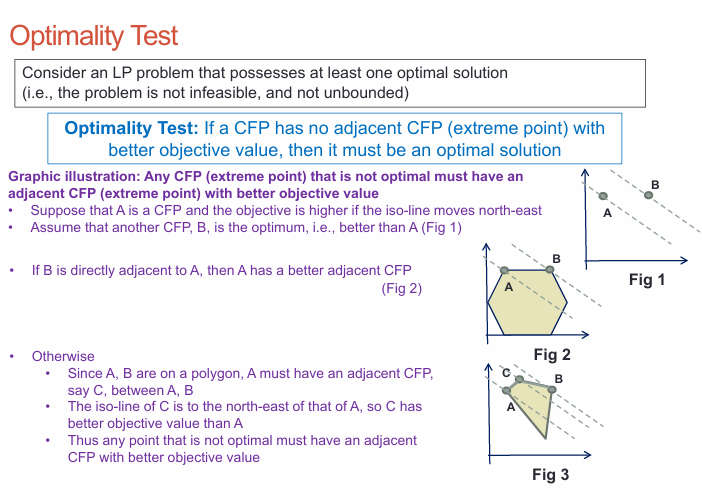 Optimality Test
Consider an LP problem that possesses at least one optimal solution
(i.e., the problem is not infeasible, and not unbounded)
Optimality Test: If a CFP has no adjacent CFP (extreme point) with
better objective value, then it must be an optimal solution
Graphic illustration: Any CFP (extreme point) that is not optimal must have an
adjacent CFP (extreme point) with better objective value
• Suppose that A is a CFP and the objective is higher if the iso-line moves north-east
• Assume that another CFP, B, is the optimum, i.e., better than A (Fig 1)
B
A
Fig 1
• If B is directly adjacent to A, then A has a better adjacent CFP
(Fig 2)
B
A
Fig 2
• Otherwise
• Since A, B are on a polygon, A must have an adjacent CFP,
say C, between A, B
• The iso-line of C is to the north-east of that of A, so C has
better objective value than A
• Thus any point that is not optimal must have an adjacent
CFP with better objective value
C
B
A
Fig 3